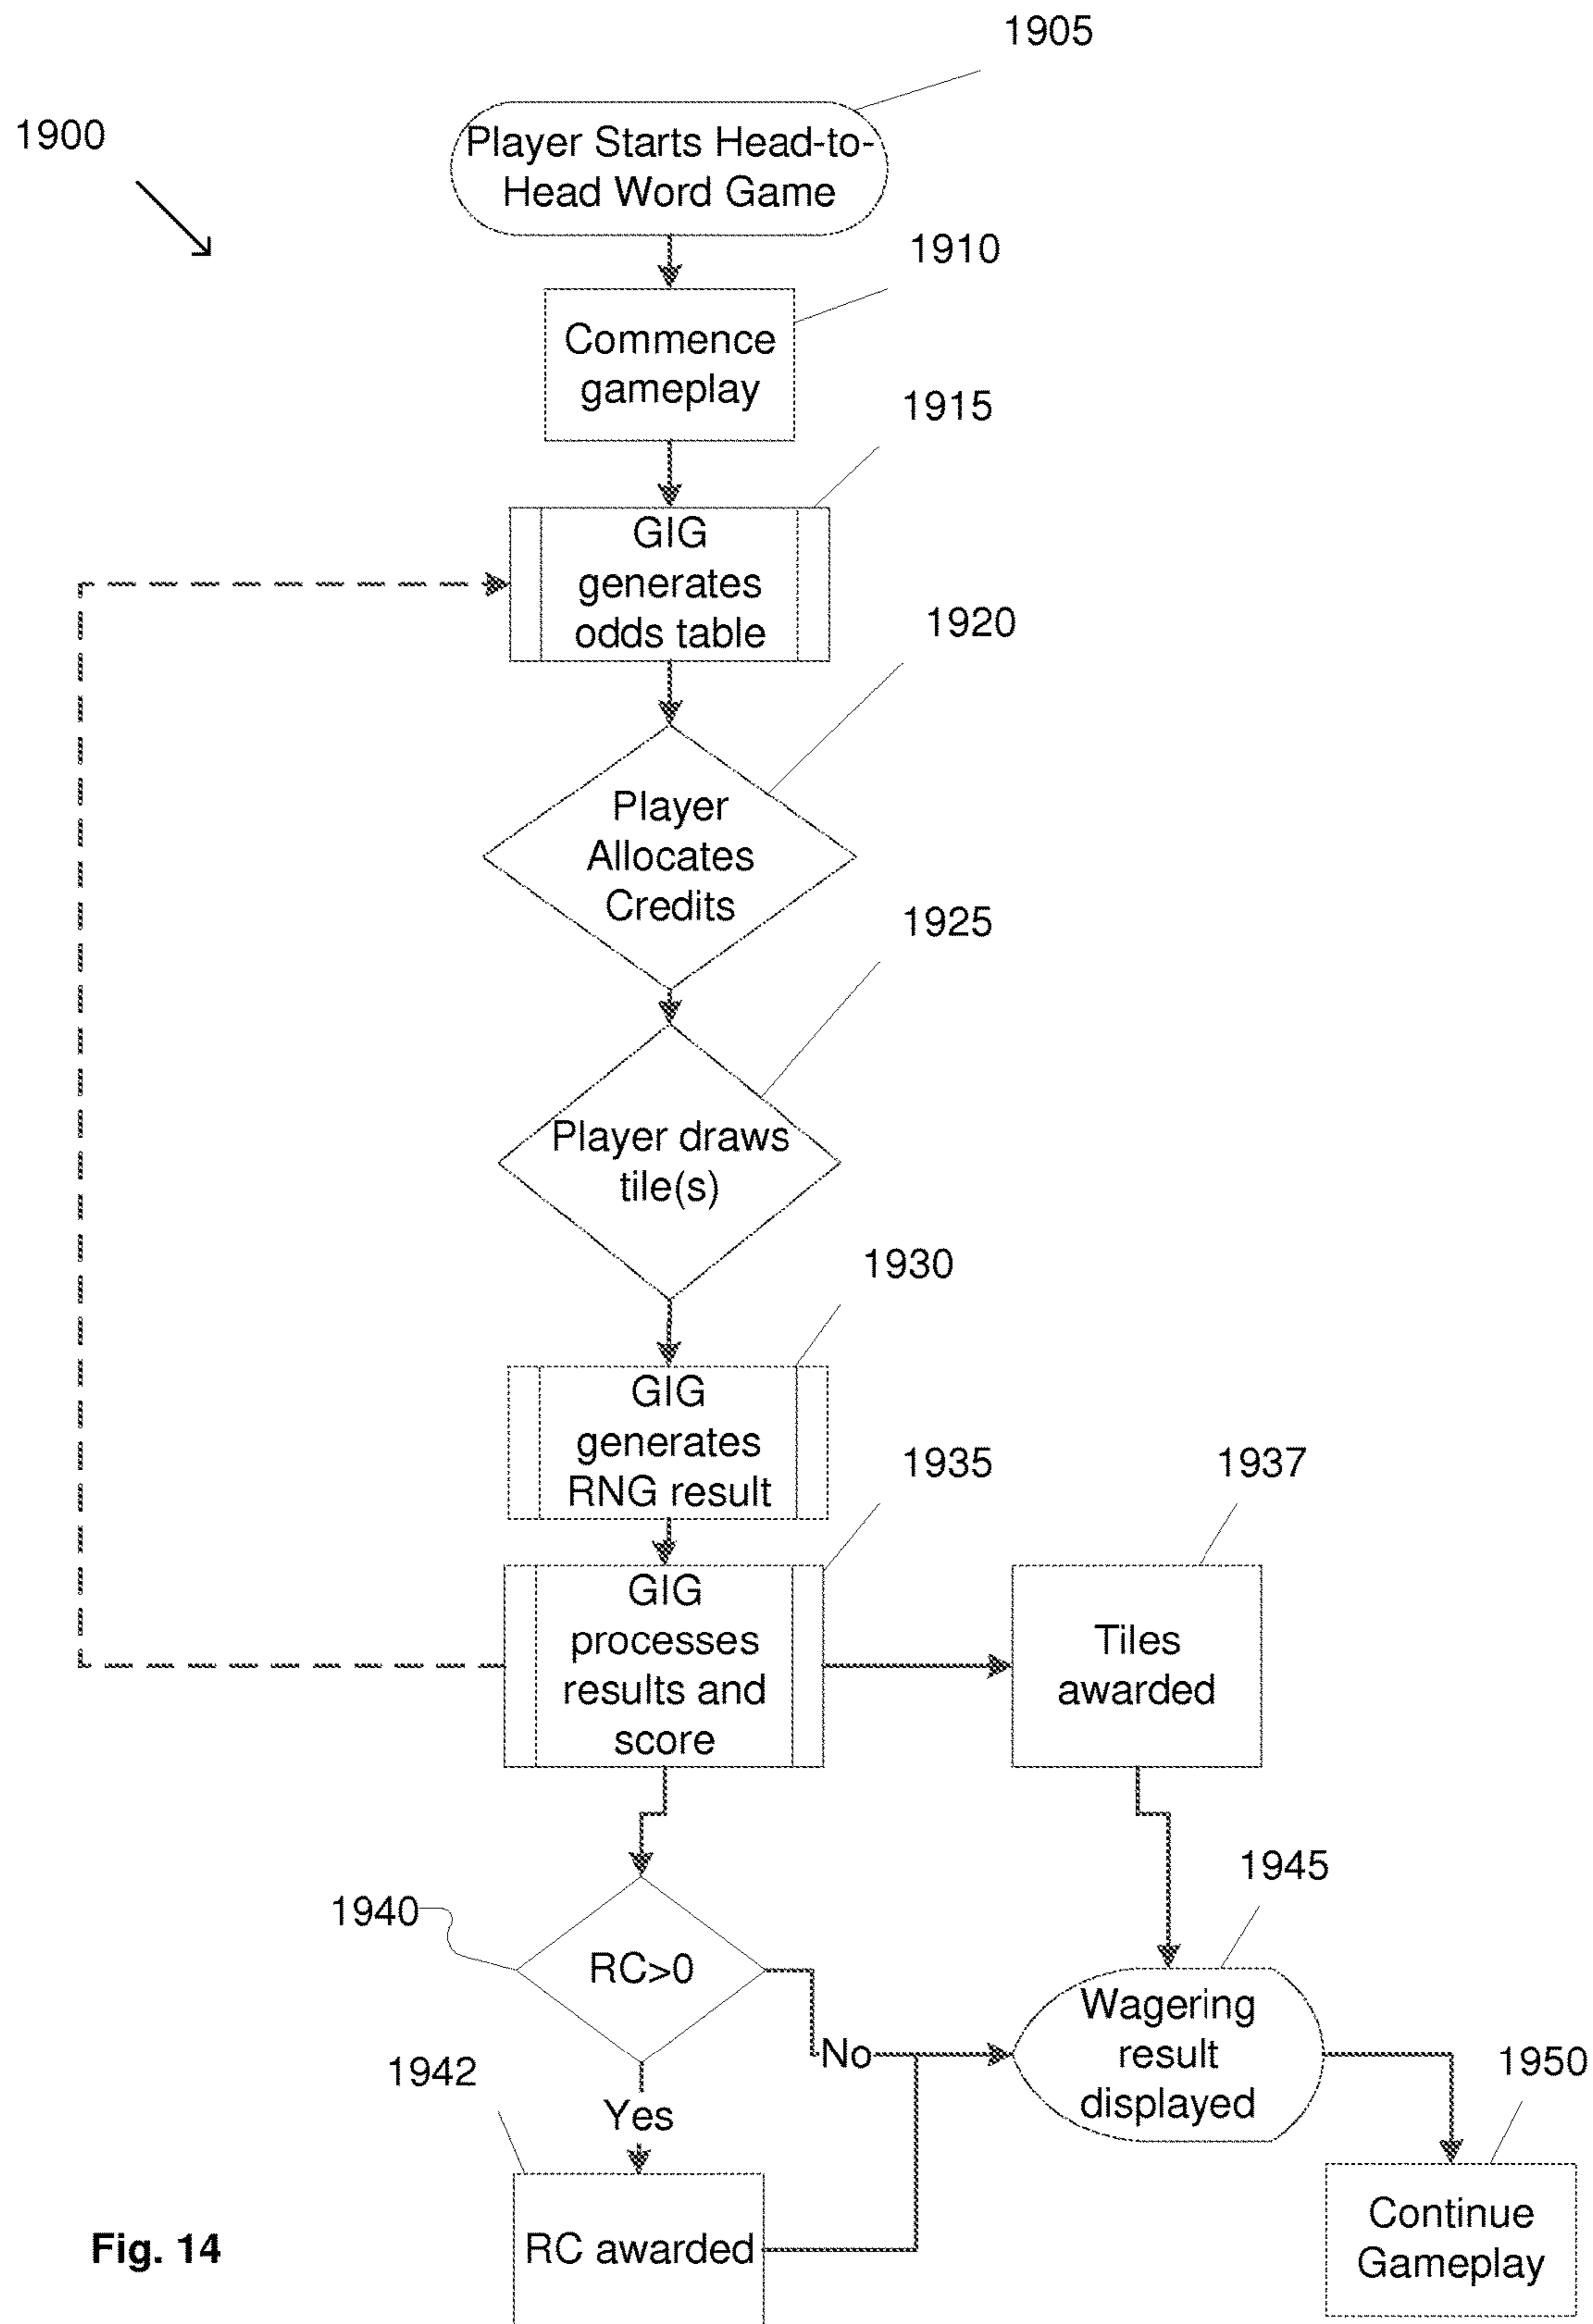 1905
1900
Player Starts Head-to-
Head Word Game
1910
Commence
gameplay
1915
GIG
generates
odds table
1920
Player
Allocates
Credits
1925
Player draws
tile(s)
1930
GIG
generates
RNG result
1935
1937
GIG
processes
results and
score
Tiles
awarded
1945
1940
RC>0
Wagering
result
displayed
No
1942
1950
Yes
Continue
Gameplay
RC awarded
Fig. 14